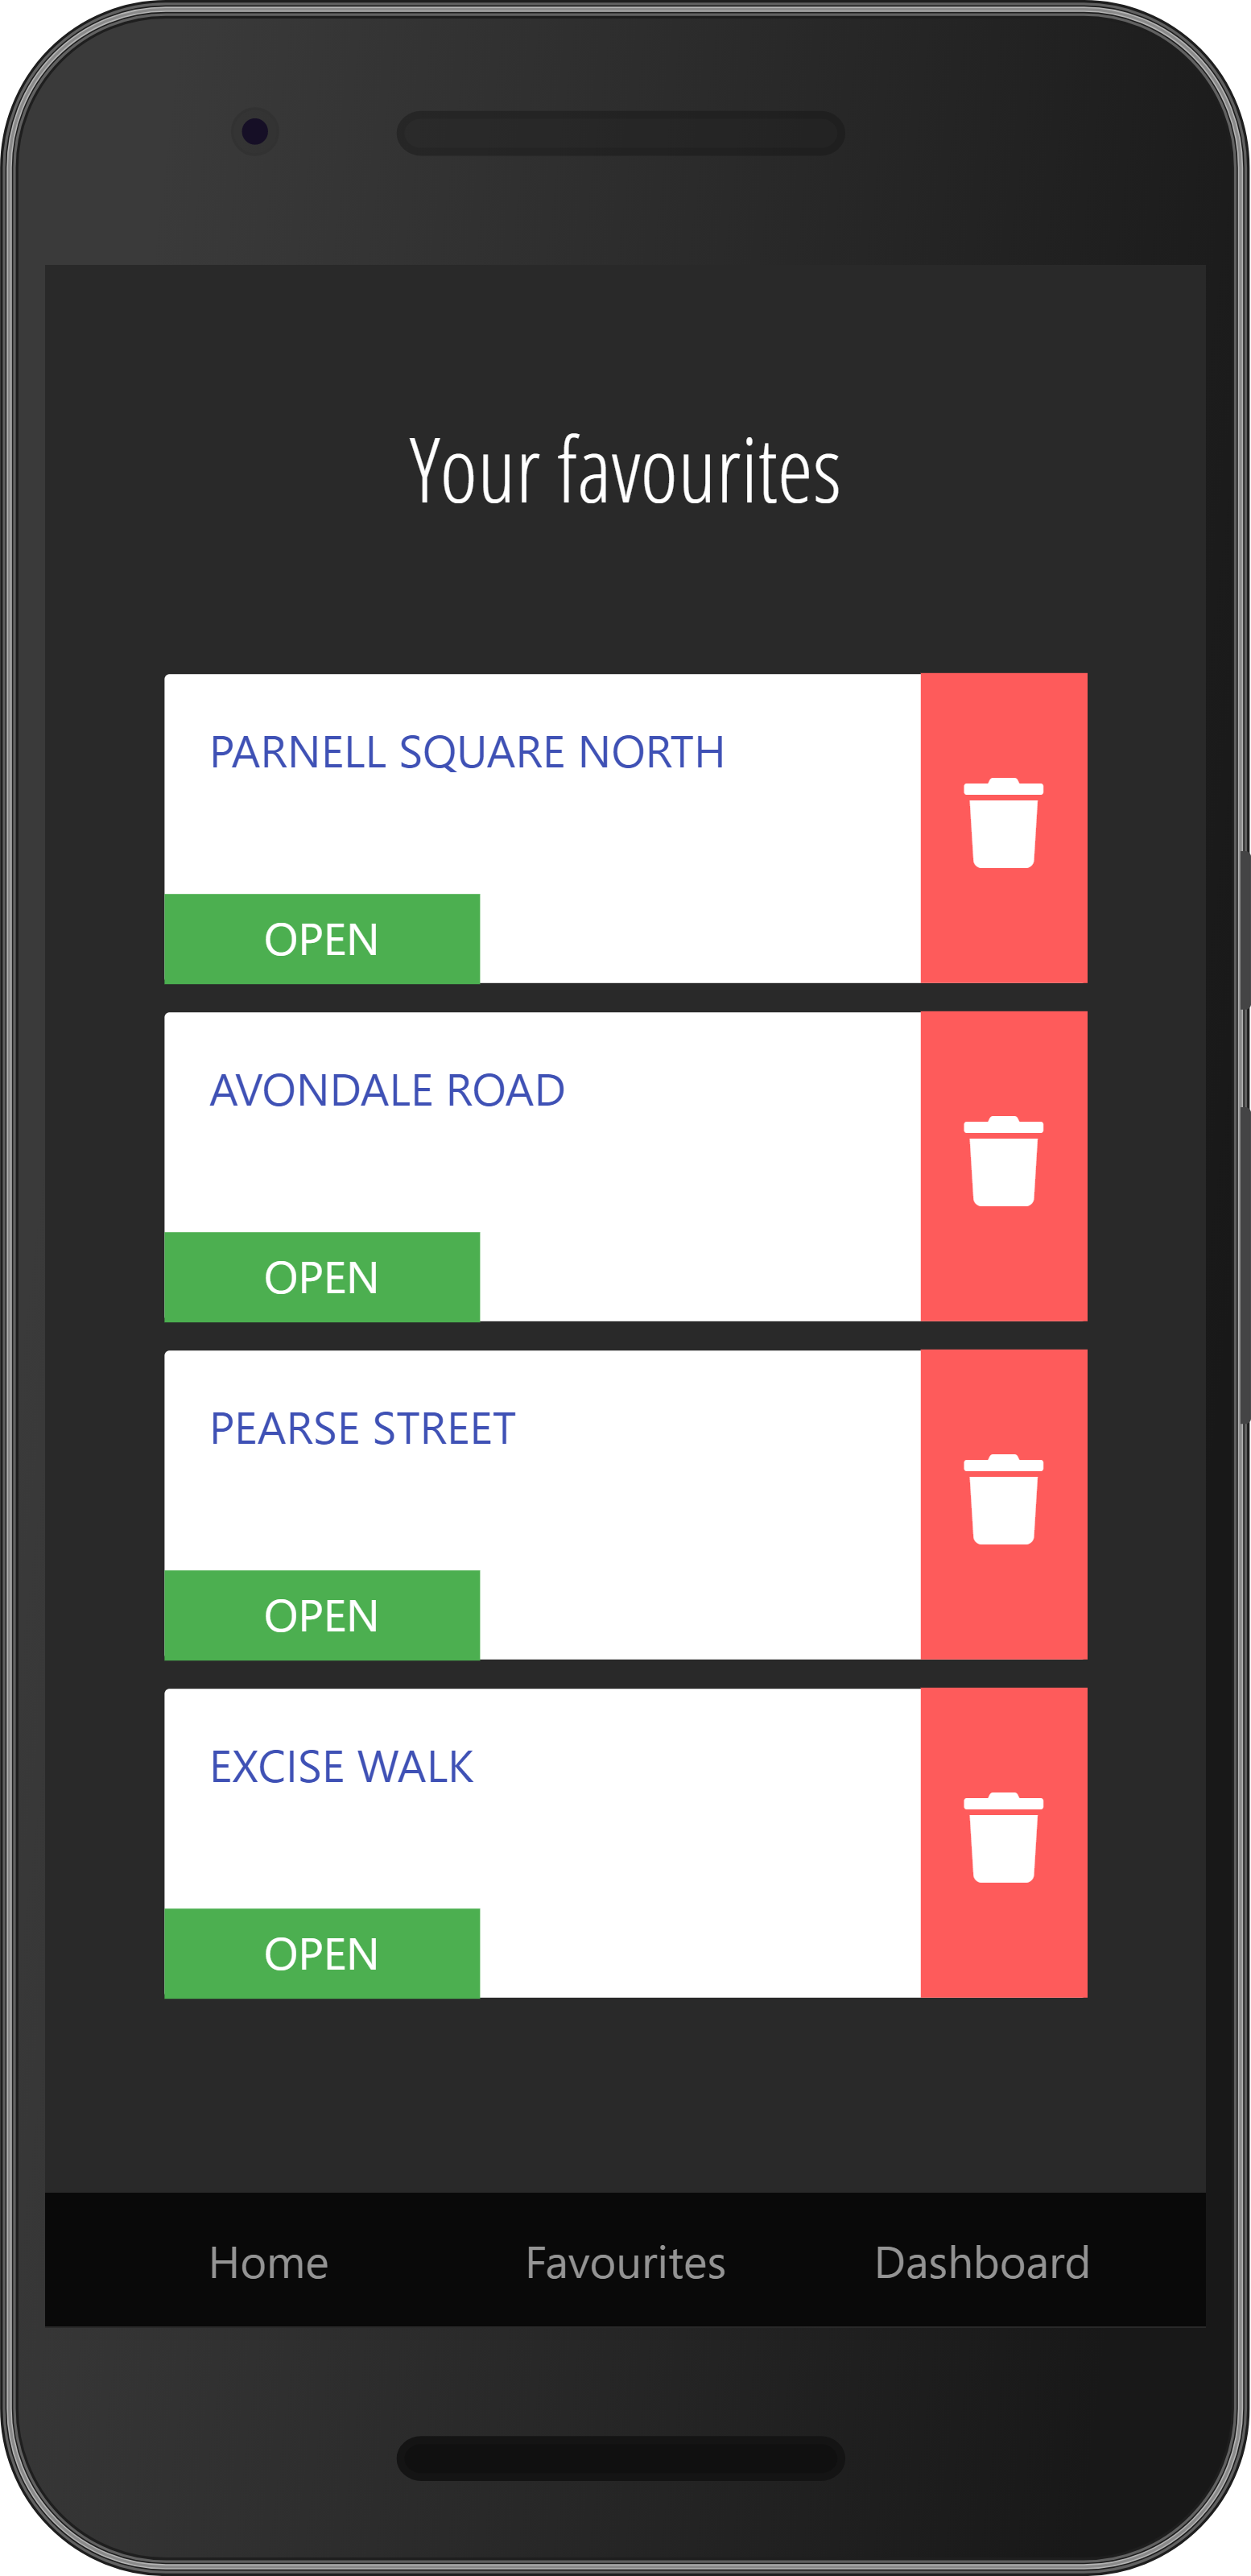 Your favourites
PARNELL SQUARE NORTH
OPEN
AVONDALE ROAD
OPEN
PEARSE STREET
OPEN
EXCISE WALK
OPEN
Home Favourites Dashboard